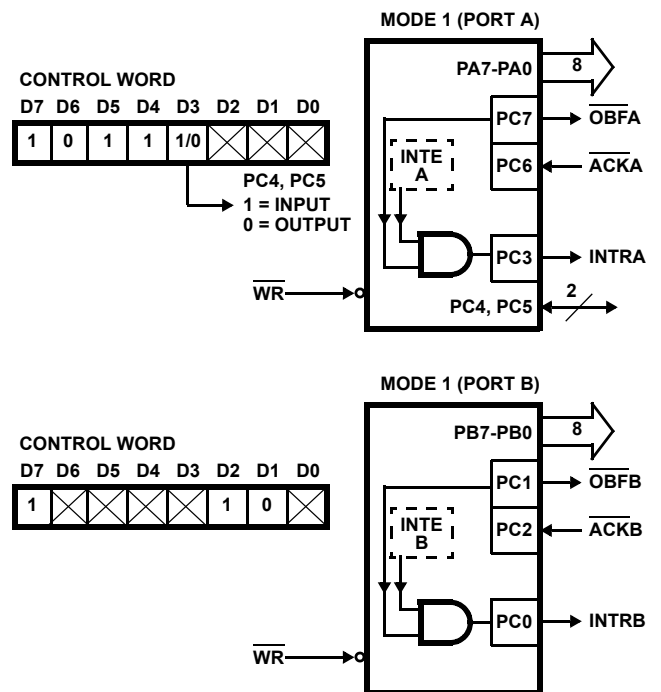 MODE 1 (PORT A)
CONTROL WORD
D7 D6 D5 D4 D3 D2 D1 D0
1 0 1 1 1/0
PC4, PC5
1 = INPUT
0 = OUTPUT
PA7-PA0
8
PC7
OBFA
INTE
A
PC6
ACKA
PC3
INTRA
WR
PC4, PC5
2
MODE 1 (PORT B)
CONTROL WORD
D7 D6 D5 D4 D3 D2 D1 D0
1 1 0
PB7-PB0
8
PC1
OBFB
INTE
B
PC2
ACKB
PC0
INTRB
WR